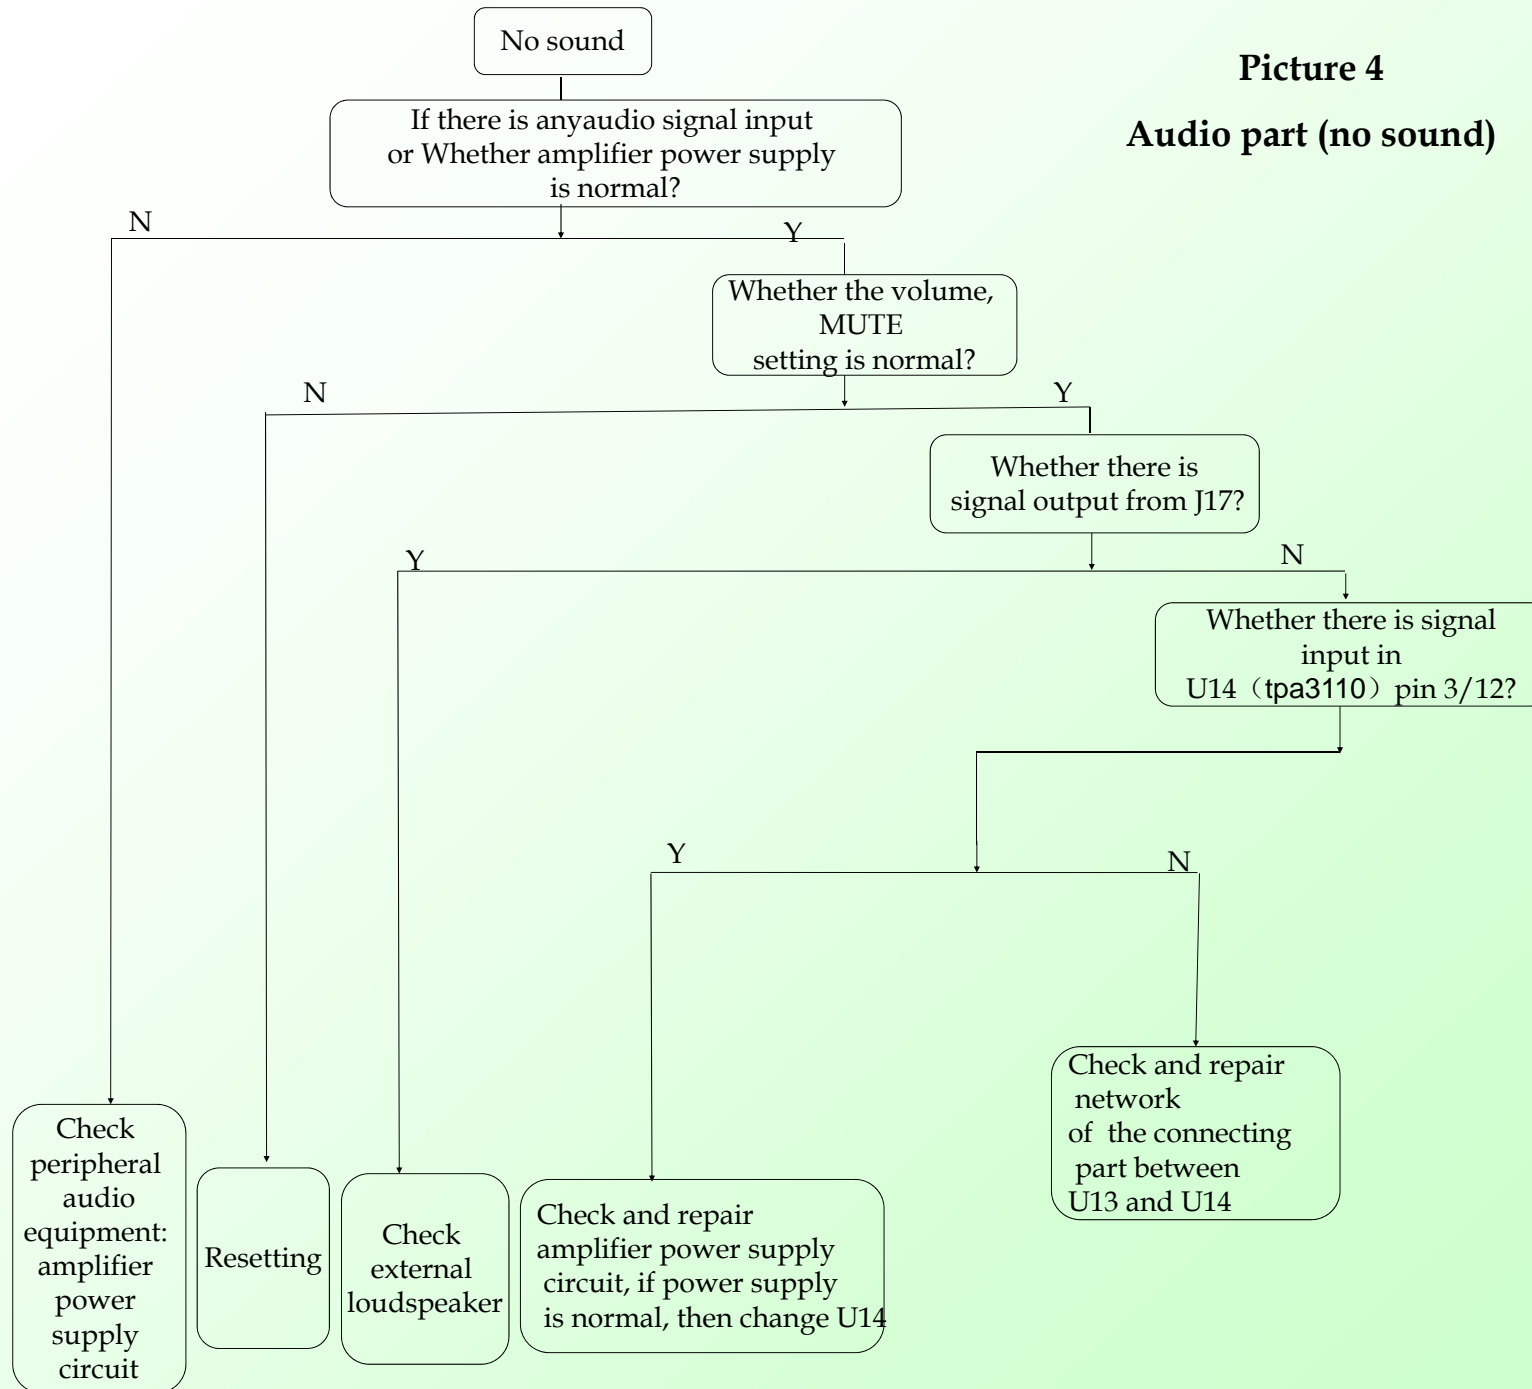 No sound
Picture 4
Audio part (no sound)
If there is anyaudio signal input
or Whether amplifier power supply
is normal?
N
Y
Whether the volume,
MUTE
setting is normal?
N
Y
Whether there is
signal output from J17?
Y
N
Whether there is signal
input in
U14（tpa3110）pin 3/12?
Y
N
Check and repair
network
of the connecting
part between
U13 and U14
Check
peripheral
audio
equipment:
amplifier
power
supply
circuit
Resetting
Check
external
loudspeaker
Check and repair
amplifier power supply
circuit, if power supply
is normal, then change U14